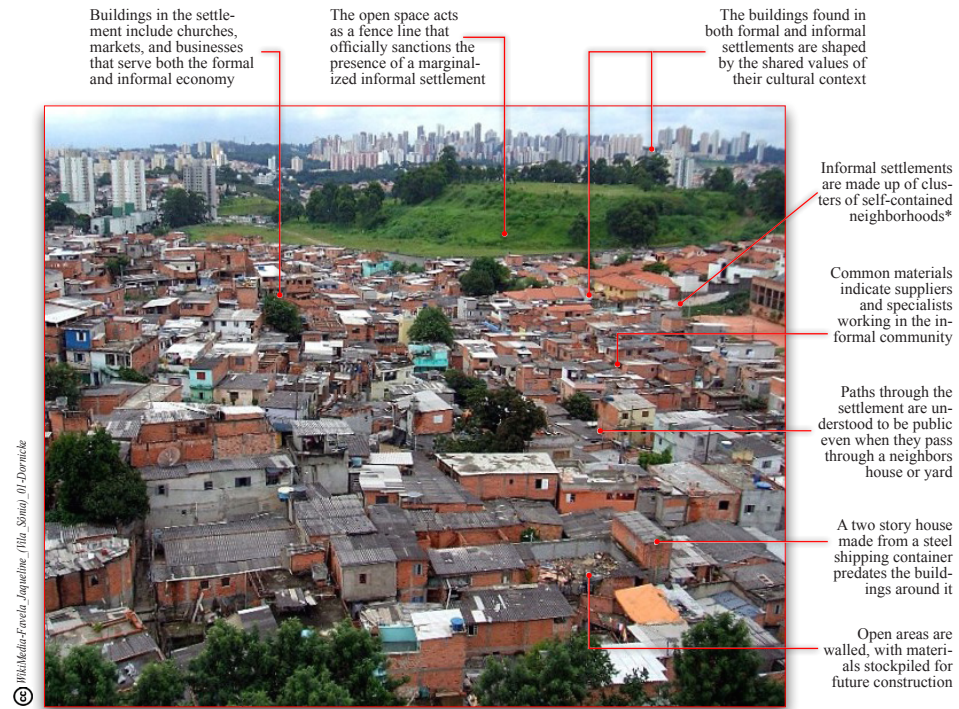 Buildings in the settle-
ment include churches,
markets, and businesses
that serve both the formal
and informal economy
The open space acts
as a fence line that
officially sanctions the
presence of a marginal-
ized informal settlement
The buildings found in
both formal and informal
settlements are shaped
by the shared values of
their cultural context
Informal settlements
are made up of clus-
ters of self-contained
neighborhoods*
Common materials
indicate suppliers
and specialists
working in the in-
formal community
Paths through the
settlement are un-
derstood to be public
even when they pass
through a neighbors
house or yard
A two story house
made from a steel
shipping container
predates the build-
ings around it
Open areas are
walled, with materi-
als stockpiled for
future construction
cc WikiMedia-Favela_Jaqueline_(Vila_Sônia)_01-Dornicke